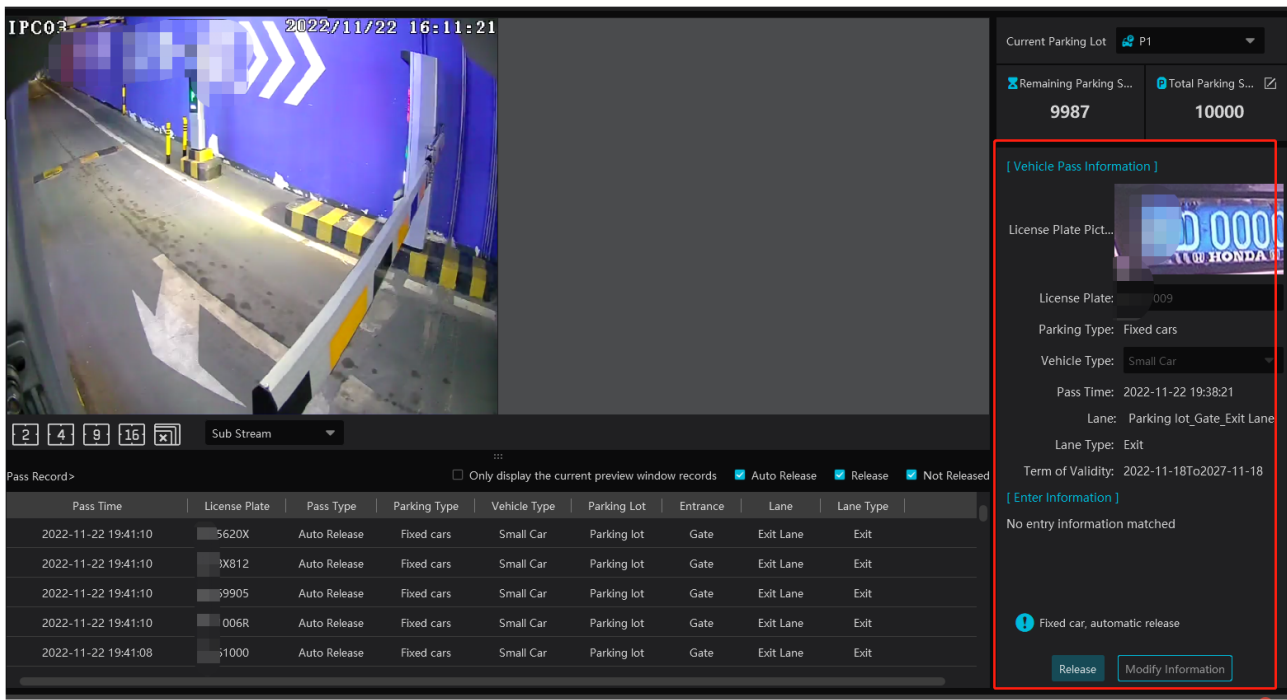 IPC03
2022/11/22 16:11:21
Current Parking Lot P1
Remaining Parking S...
9987
Total Parking S...
10000
[ Vehicle Pass Information ]
License Plate Pict...
D 0000
HONDA
License Plate: 009
Parking Type: Fixed cars
Vehicle Type: Small Car
Pass Time: 2022-11-22 19:38:21
Lane: Parking lot_Gate_Exit Lane
Lane Type: Exit
Term of Validity: 2022-11-18To2027-11-18
[ Enter Information ]
No entry information matched
Fixed car, automatic release
Release Modify Information
2 4 9 16 Sub Stream
Pass Record> Only display the current preview window records Auto Release Release Not Released
Pass Time License Plate Pass Type Parking Type Vehicle Type Parking Lot Entrance Lane Lane Type
2022-11-22 19:41:10 5620X Auto Release Fixed cars Small Car Parking lot Gate Exit Lane Exit
2022-11-22 19:41:10 X812 Auto Release Fixed cars Small Car Parking lot Gate Exit Lane Exit
2022-11-22 19:41:10 59905 Auto Release Fixed cars Small Car Parking lot Gate Exit Lane Exit
2022-11-22 19:41:10 006R Auto Release Fixed cars Small Car Parking lot Gate Exit Lane Exit
2022-11-22 19:41:08 1000 Auto Release Fixed cars Small Car Parking lot Gate Exit Lane Exit